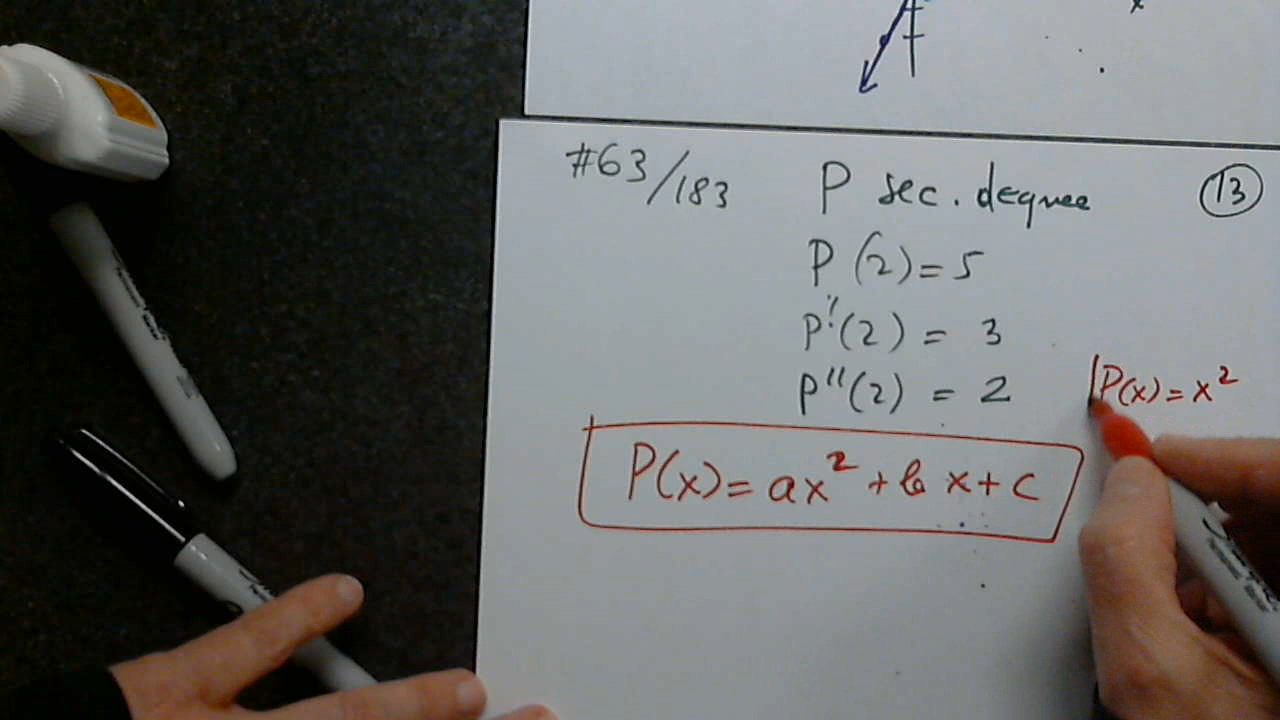 x
#63/183 P sec. degree 13
P(2) = 5
P'(2) = 3
P''(2) = 2
P(x) = x²
P(x) = ax² + bx + c